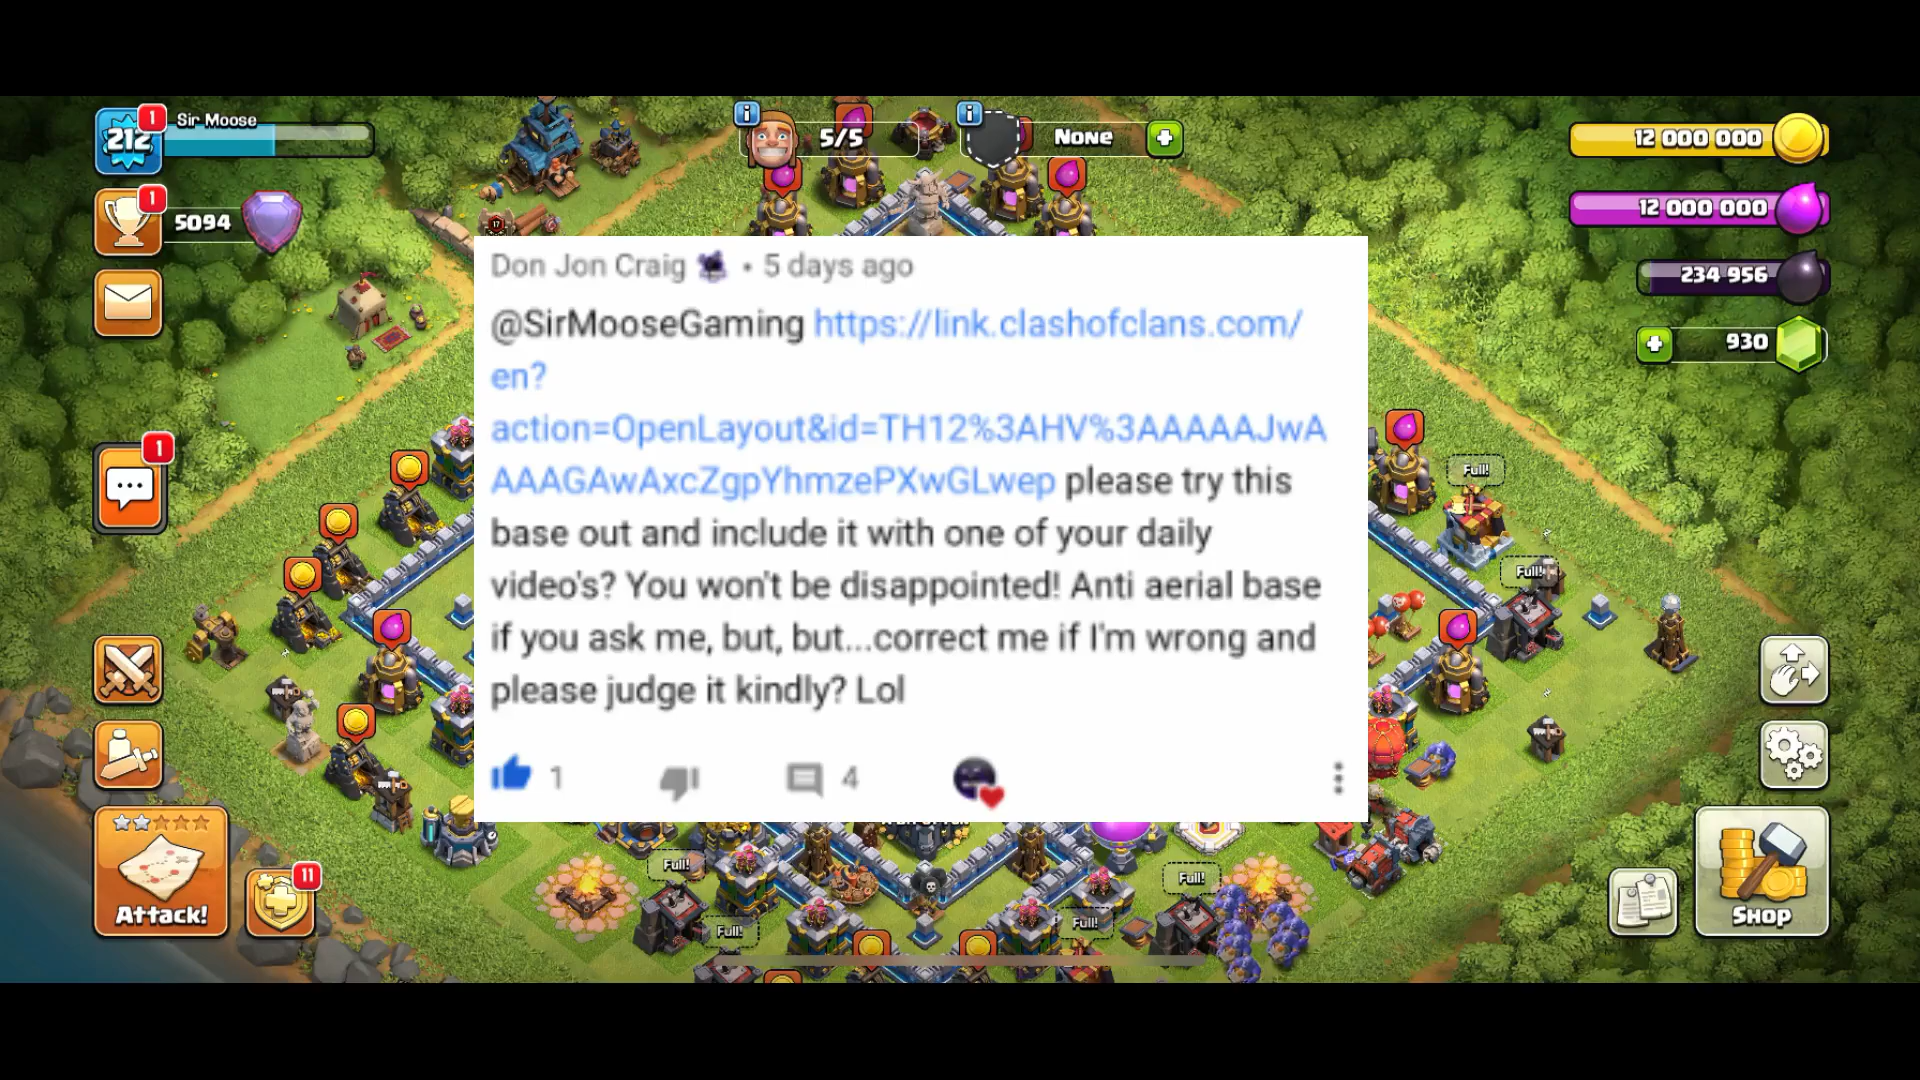 1
212
Sir Moose
5/5
None
12 000 000
1
5094
12 000 000
17
234 956
930
Don Jon Craig • 5 days ago
@SirMooseGaming https://link.clashofclans.com/
en?
action=OpenLayout&id=TH12%3AHV%3AAAAAJwA
AAAGAwAxcZgpYhmzePXwGLwep please try this
base out and include it with one of your daily
video's? You won't be disappointed! Anti aerial base
if you ask me, but, but...correct me if I'm wrong and
please judge it kindly? Lol
1
4
1
Full!
Full!
Full!
Full!
Full!
Full!
11
Attack!
Shop